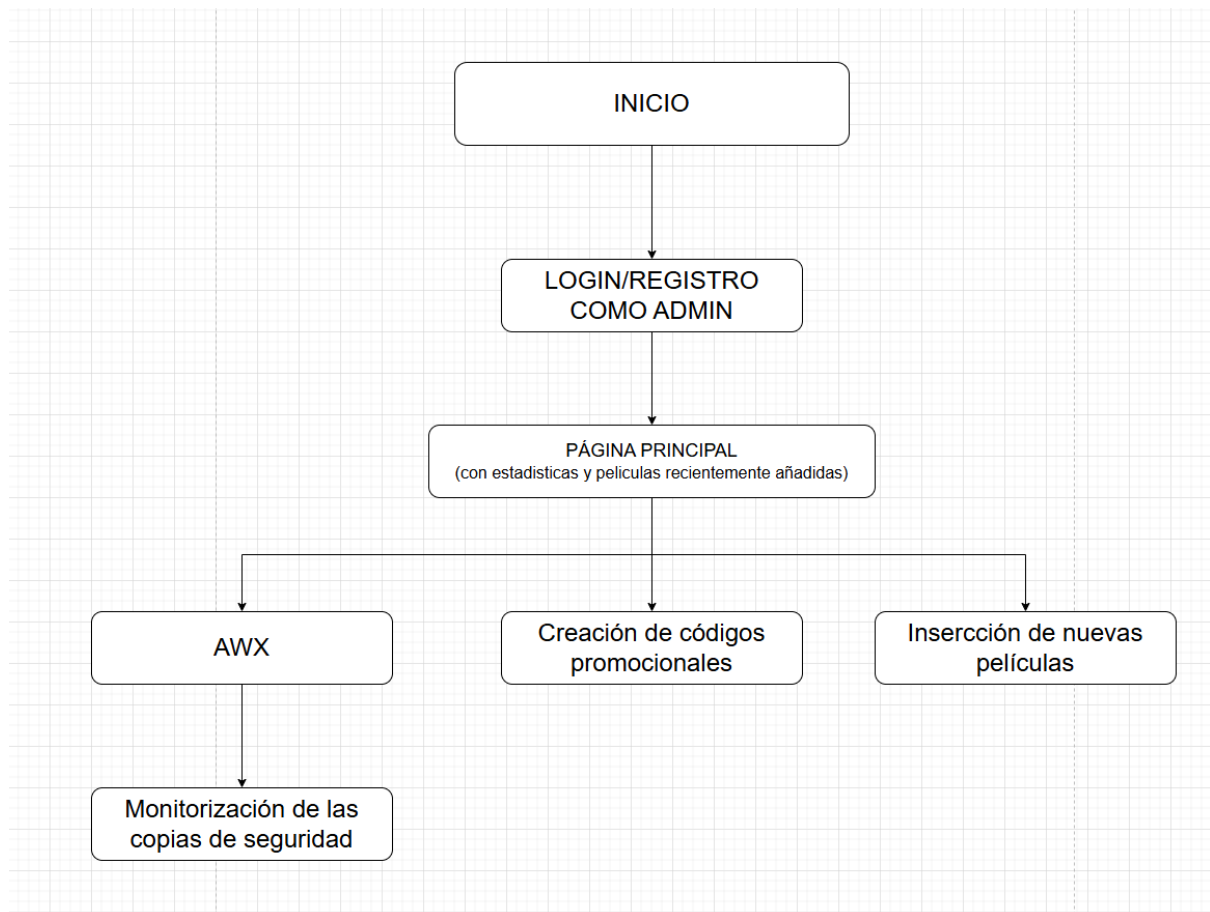 INICIO
LOGIN/REGISTRO
COMO ADMIN
PÁGINA PRINCIPAL
(con estadisticas y peliculas recientemente añadidas)
AWX
Creación de códigos
promocionales
Insercción de nuevas
películas
Monitorización de las
copias de seguridad